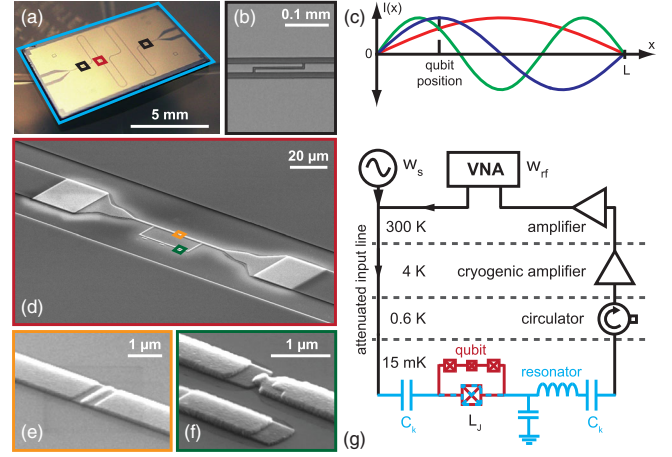 (a)
5 mm
(b)
0.1 mm
(c)
I(x)
0
x
L
qubit
position
20 µm
(d)
1 µm
(e)
1 µm
(f)
w_s
VNA
w_rf
300 K
amplifier
4 K
cryogenic amplifier
0.6 K
circulator
15 mK
attenuated input line
qubit
resonator
C_k
L_J
C_k
(g)